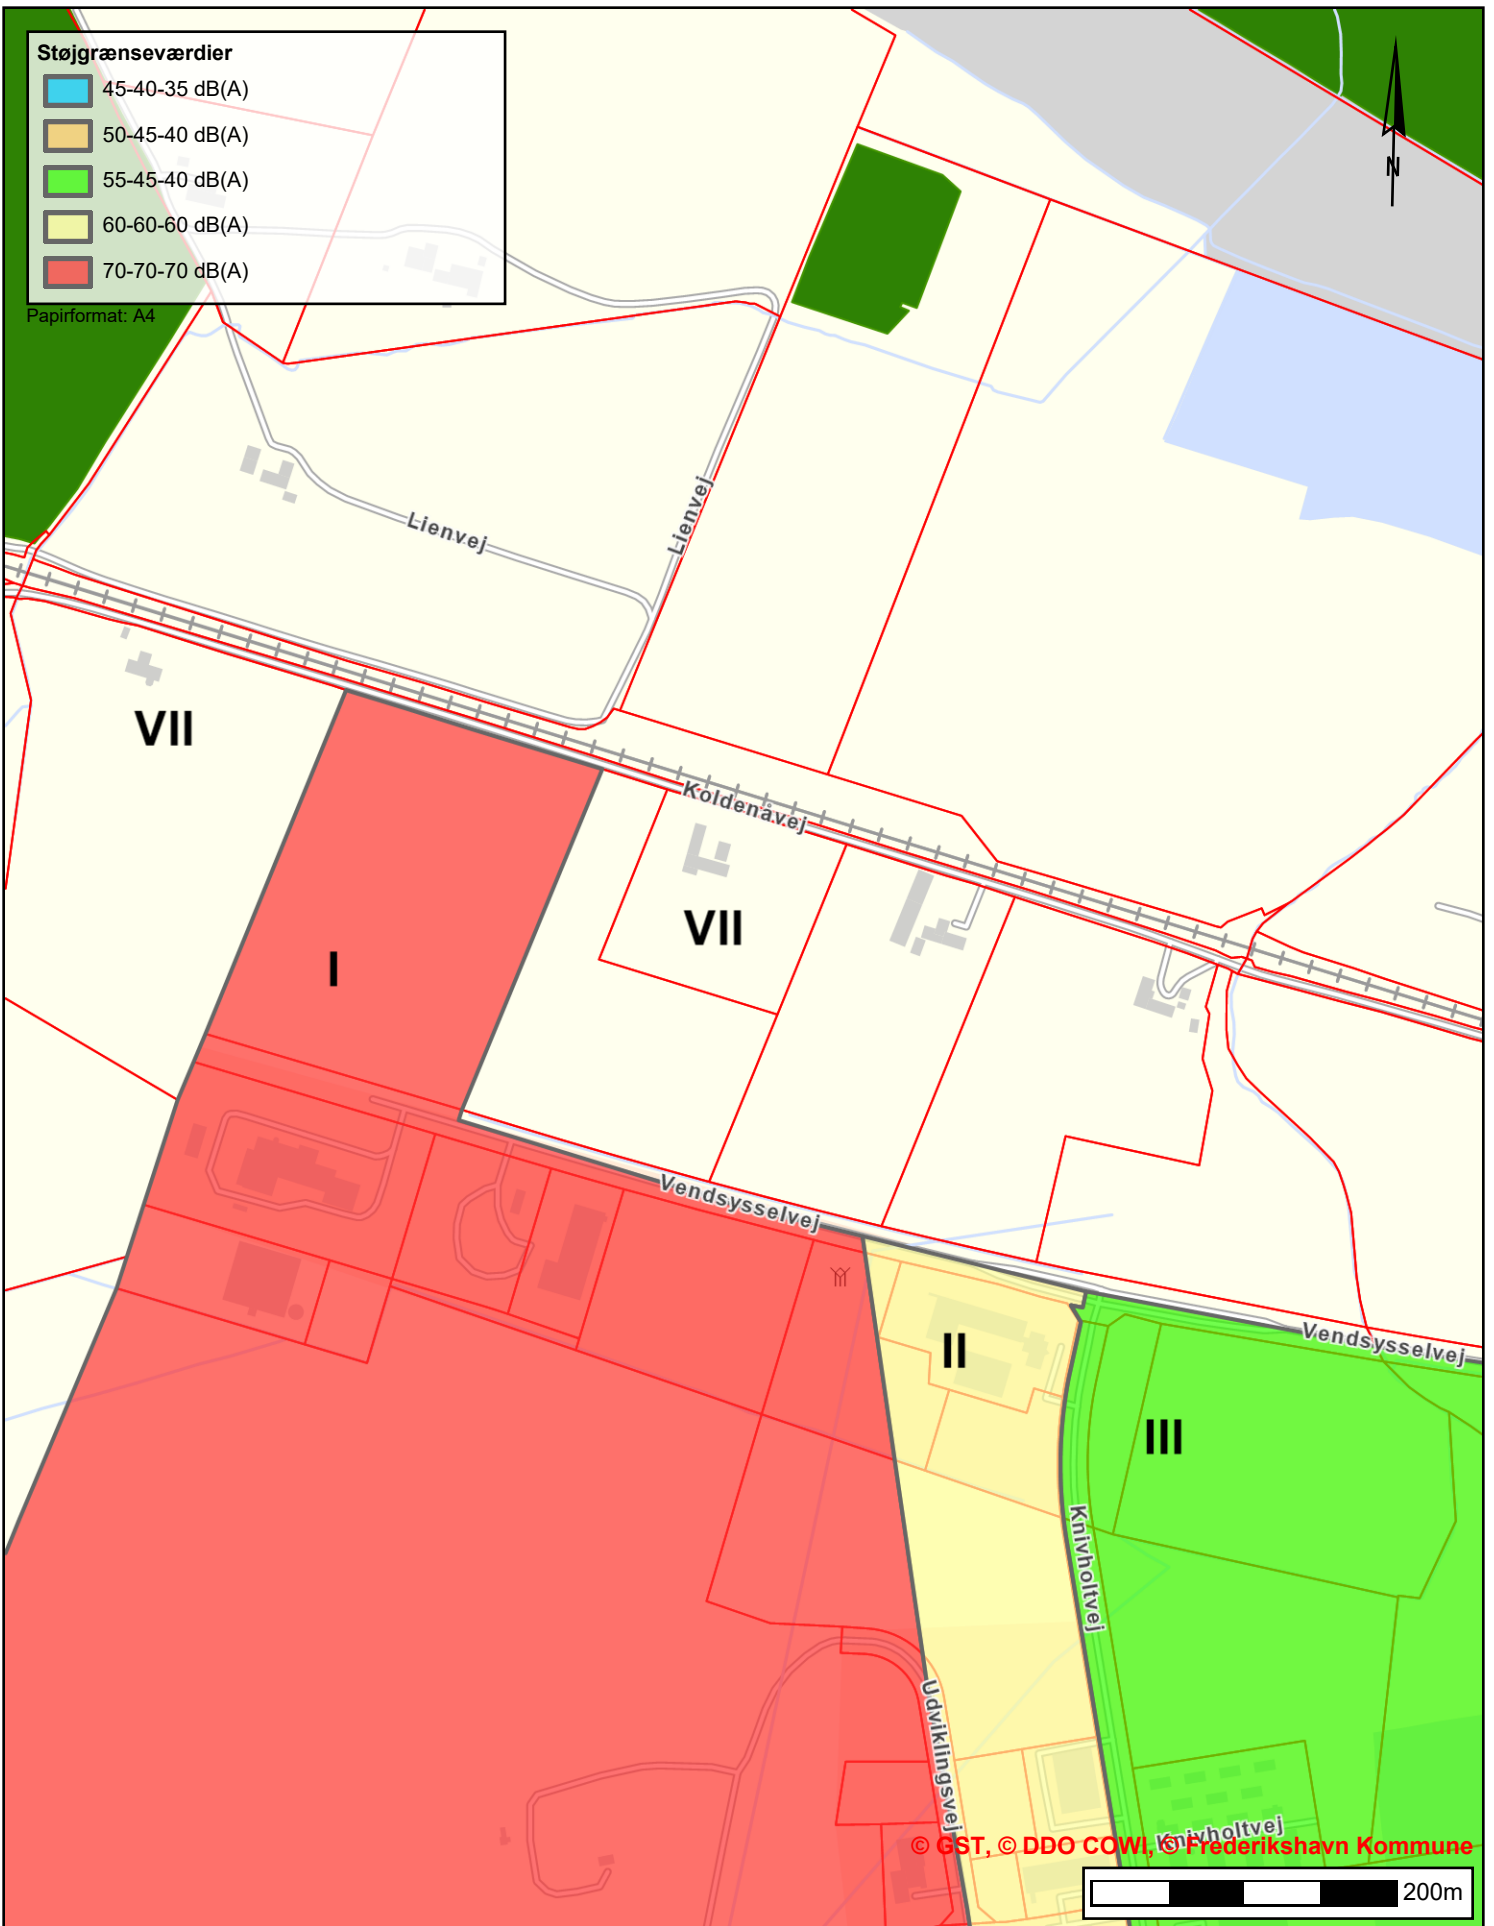 Støjgrænseværdier
45-40-35 dB(A)
50-45-40 dB(A)
55-45-40 dB(A)
60-60-60 dB(A)
70-70-70 dB(A)
Papirformat: A4
N
Lienvej
Lienvej
VII
Koldenåvej
VII
I
Vendsysselvej
Vendsysselvej
II
III
Knivholtvej
Udviklingsvej
Knivholtvej
© GST, © DDO COWI, © Frederikshavn Kommune
200m